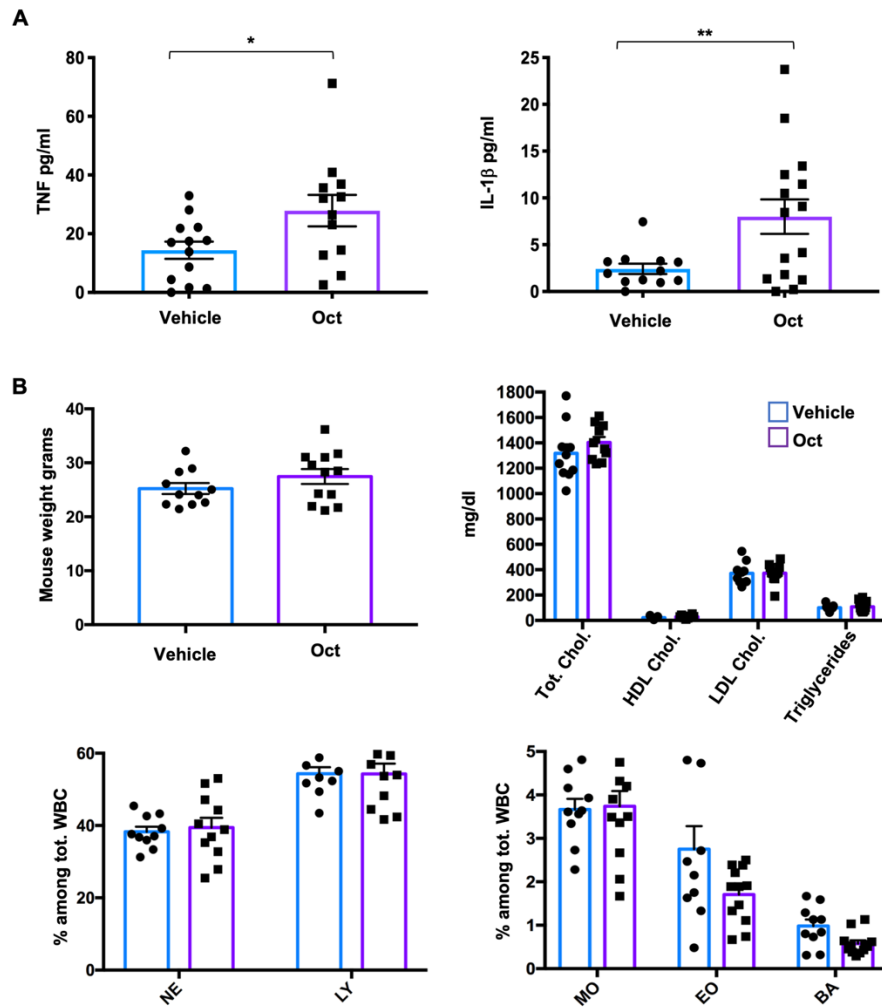 A
*
80
60
40
20
0
TNF pg/ml
Vehicle
Oct
**
25
20
15
10
5
0
IL-1β pg/ml
Vehicle
Oct
B
40
30
20
10
0
Mouse weight grams
Vehicle
Oct
1800
1600
1400
1200
1000
800
600
400
200
0
mg/dl
Vehicle
Oct
Tot. Chol.
HDL Chol.
LDL Chol.
Triglycerides
60
40
20
0
% among tot. WBC
NE
LY
5
4
3
2
1
0
% among tot. WBC
MO
EO
BA